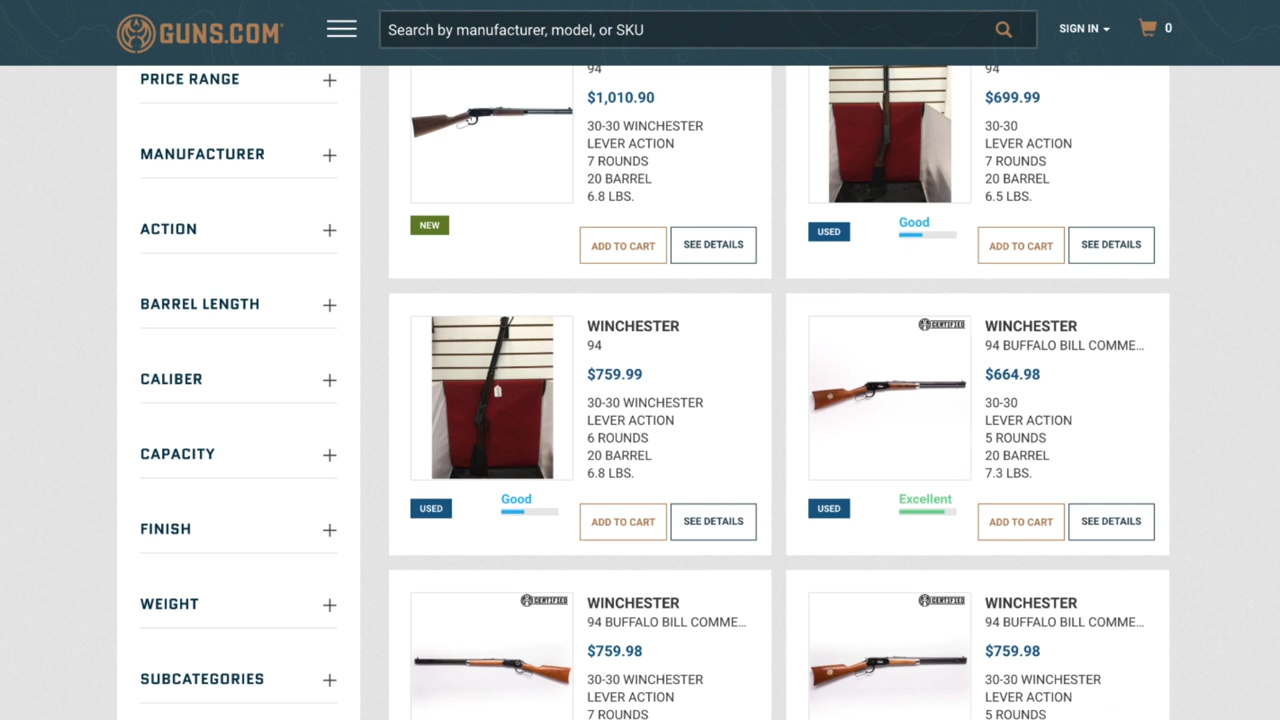 GUNS.COM
Search by manufacturer, model, or SKU
SIGN IN
0
PRICE RANGE
MANUFACTURER
ACTION
BARREL LENGTH
CALIBER
CAPACITY
FINISH
WEIGHT
SUBCATEGORIES
94
$1,010.90
30-30 WINCHESTER
LEVER ACTION
7 ROUNDS
20 BARREL
6.8 LBS.
NEW
ADD TO CART
SEE DETAILS
94
$699.99
30-30
LEVER ACTION
7 ROUNDS
20 BARREL
6.5 LBS.
USED
Good
ADD TO CART
SEE DETAILS
WINCHESTER
94
$759.99
30-30 WINCHESTER
LEVER ACTION
6 ROUNDS
20 BARREL
6.8 LBS.
USED
Good
ADD TO CART
SEE DETAILS
CERTIFIED
WINCHESTER
94 BUFFALO BILL COMME...
$664.98
30-30
LEVER ACTION
5 ROUNDS
20 BARREL
7.3 LBS.
USED
Excellent
ADD TO CART
SEE DETAILS
CERTIFIED
WINCHESTER
94 BUFFALO BILL COMME...
$759.98
30-30 WINCHESTER
LEVER ACTION
7 ROUNDS
CERTIFIED
WINCHESTER
94 BUFFALO BILL COMME...
$759.98
30-30 WINCHESTER
LEVER ACTION
5 ROUNDS